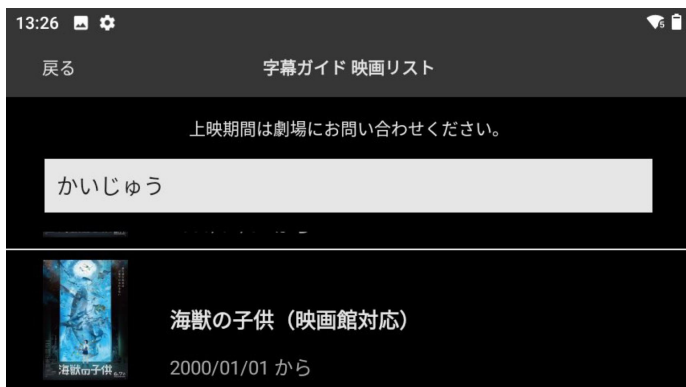 13:26
戻る
字幕ガイド 映画リスト
上映期間は劇場にお問い合わせください。
かいじゅう
海獣の子供（映画館対応）
2000/01/01 から
海獣の子供